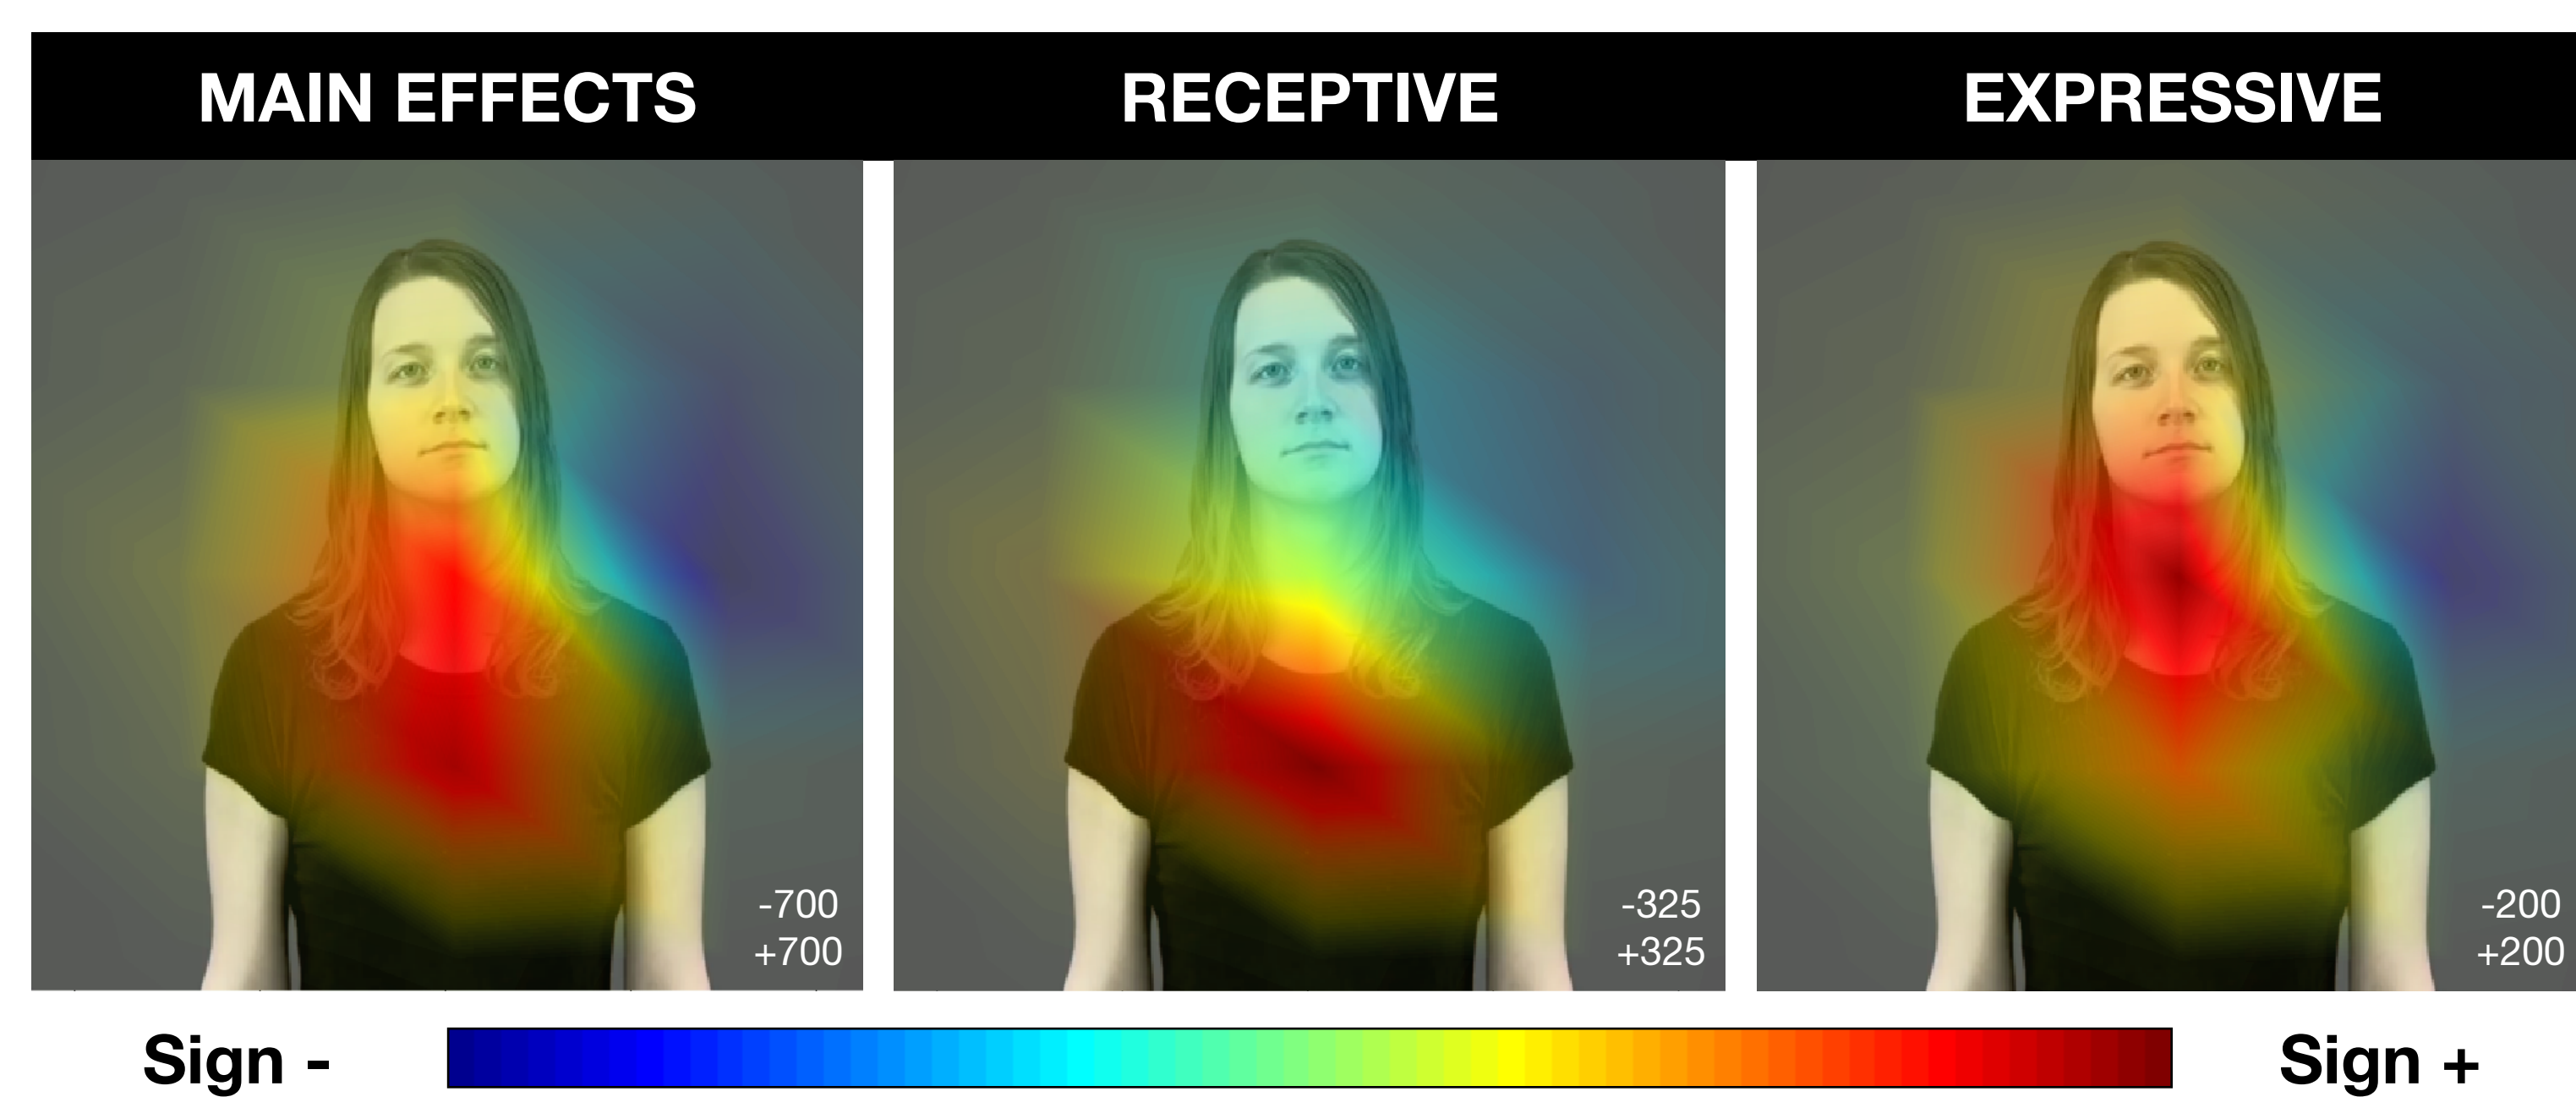 MAIN EFFECTS
RECEPTIVE
EXPRESSIVE
-700
+700
-325
+325
-200
+200
Sign -
Sign +